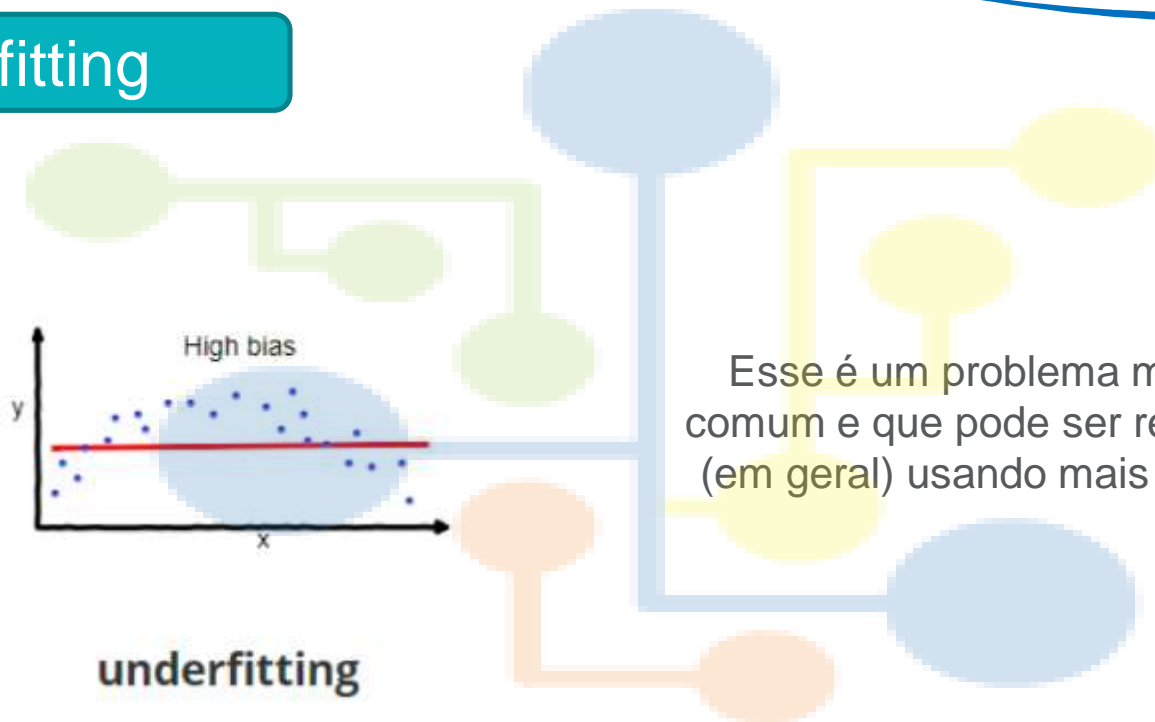 fitting
High bias
y
x
underfitting
Esse é um problema m
comum e que pode ser re
(em geral) usando mais